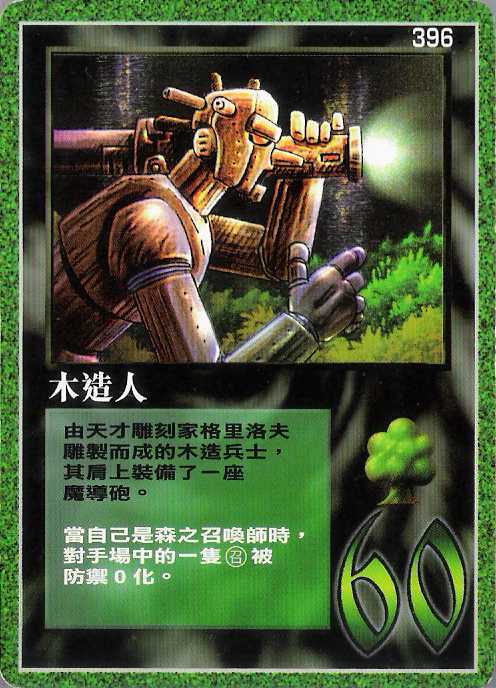 396
木造人
由天才雕刻家格里洛夫
雕製而成的木造兵士，
其肩上裝備了一座
魔導砲。
當自己是森之召喚師時，
對手場中的一隻㊀被
防禦0化。
60